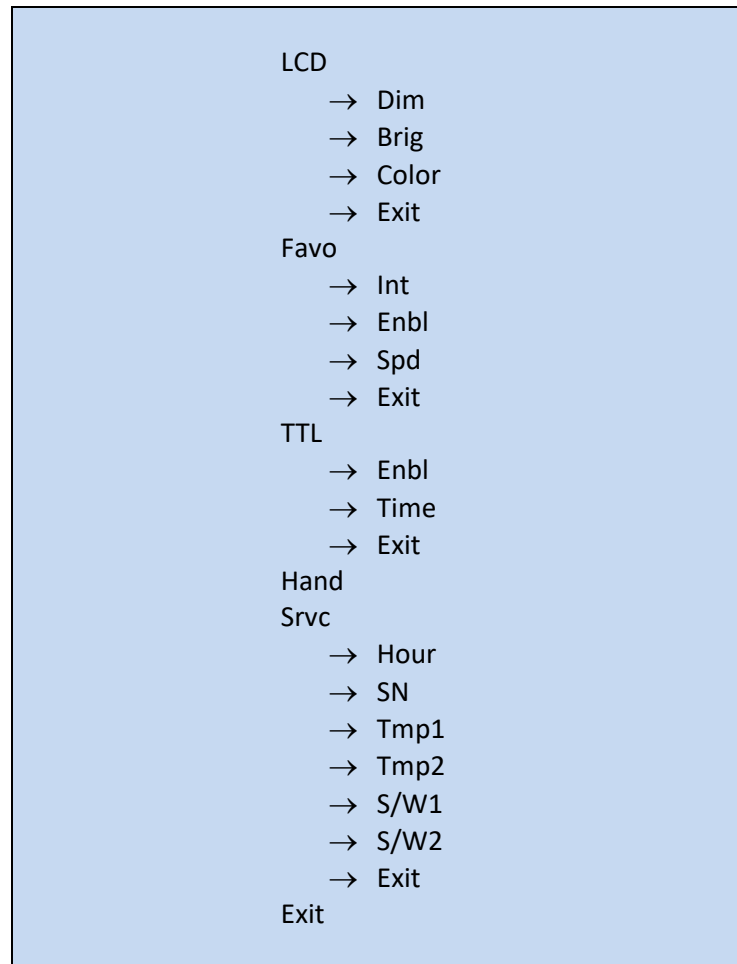 LCD
→ Dim
→ Brig
→ Color
→ Exit
Favo
→ Int
→ Enbl
→ Spd
→ Exit
TTL
→ Enbl
→ Time
→ Exit
Hand
Srvc
→ Hour
→ SN
→ Tmp1
→ Tmp2
→ S/W1
→ S/W2
→ Exit
Exit